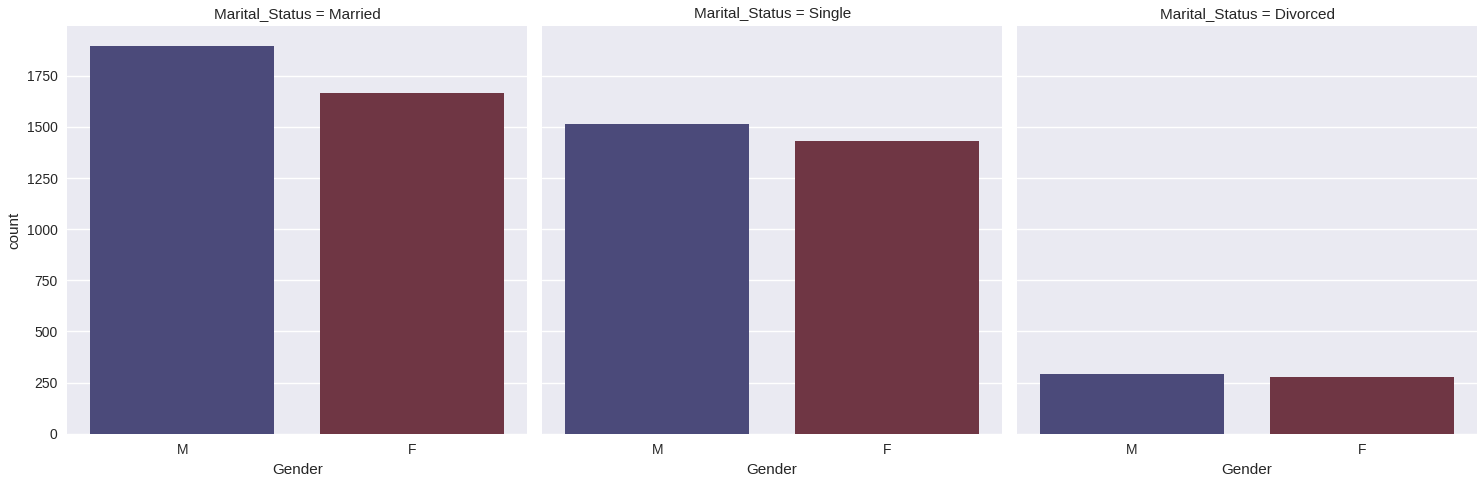 Marital_Status = Married
Marital_Status = Single
Marital_Status = Divorced
count
1750
1500
1250
1000
750
500
250
0
M F
M F
M F
Gender
Gender
Gender